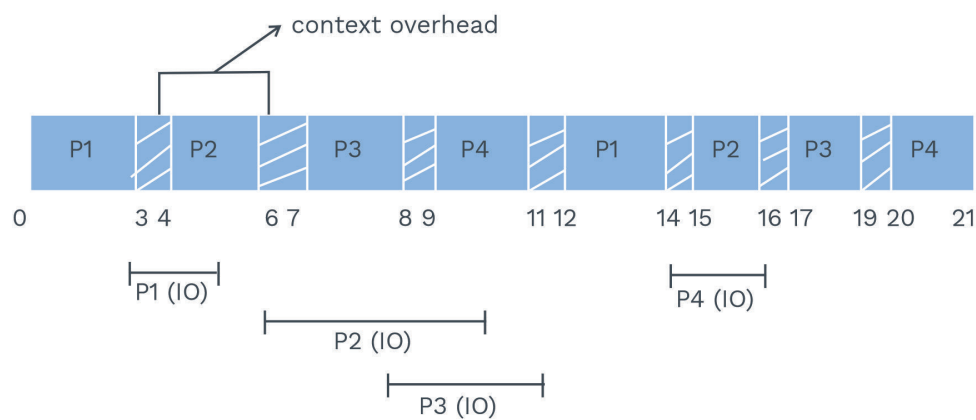 context overhead
P1 P2 P3 P4 P1 P2 P3 P4
0 3 4 6 7 8 9 11 12 14 15 16 17 19 20 21
P1 (IO) P4 (IO)
P2 (IO)
P3 (IO)